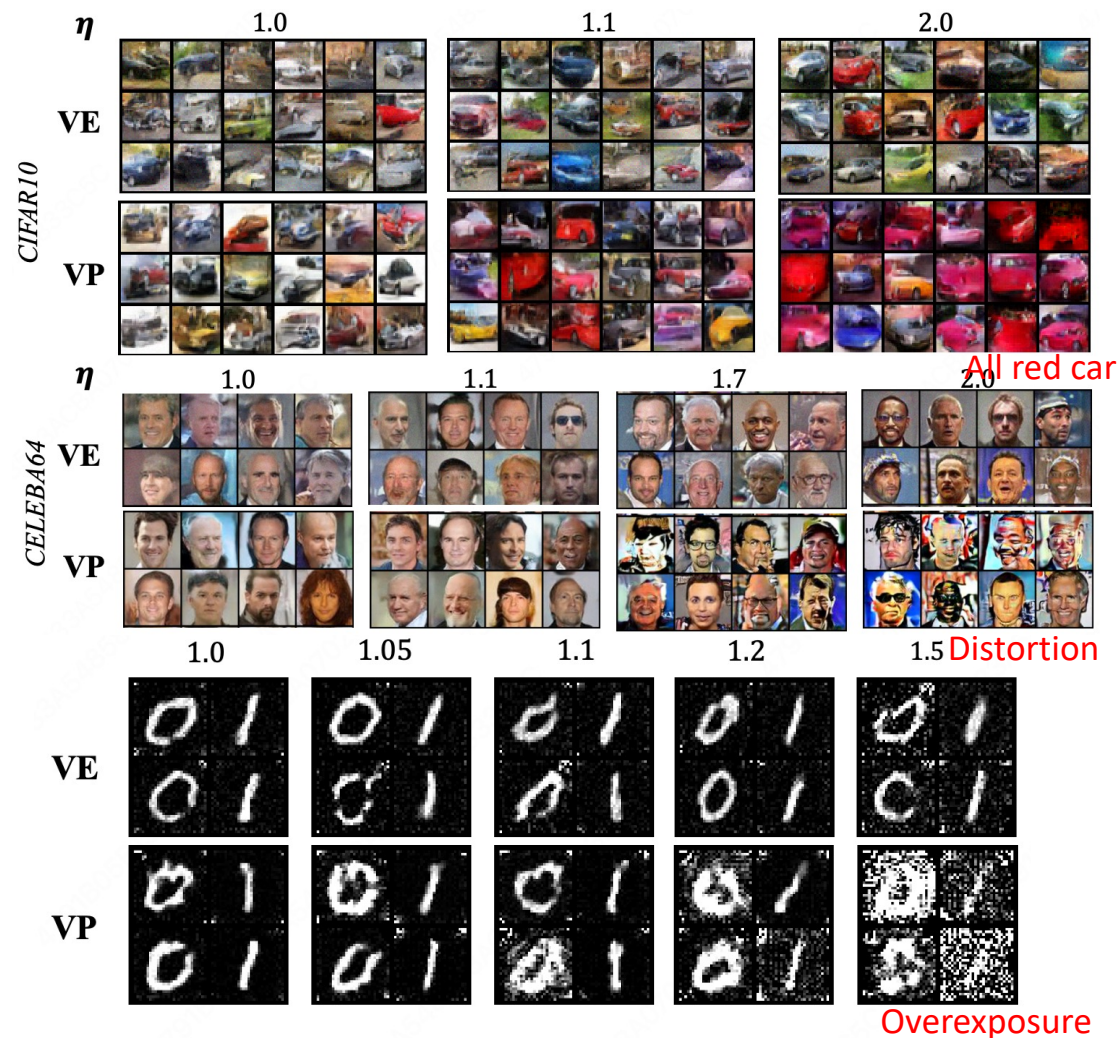 η 1.0 1.1 2.0
CIFAR10
VE
VP
All red car
η 1.0 1.1 1.7 2.0
CELEBA64
VE
VP
Distortion
1.0 1.05 1.1 1.2 1.5
VE
VP
Overexposure